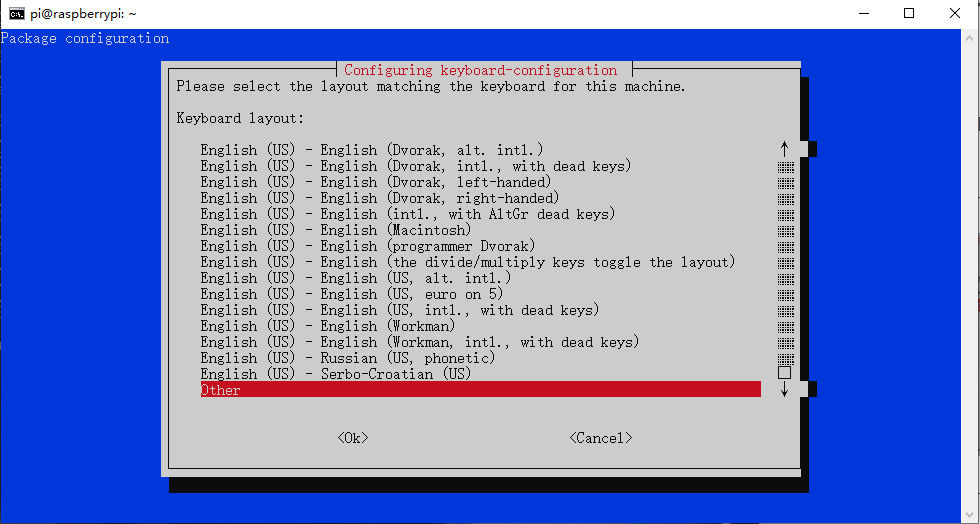 pi@raspberrypi: ~
Package configuration
Configuring keyboard-configuration
Please select the layout matching the keyboard for this machine.
Keyboard layout:
English (US) - English (Dvorak, alt. intl.)
English (US) - English (Dvorak, intl., with dead keys)
English (US) - English (Dvorak, left-handed)
English (US) - English (Dvorak, right-handed)
English (US) - English (intl., with AltGr dead keys)
English (US) - English (Macintosh)
English (US) - English (programmer Dvorak)
English (US) - English (the divide/multiply keys toggle the layout)
English (US) - English (US, alt. intl.)
English (US) - English (US, euro on 5)
English (US) - English (US, intl., with dead keys)
English (US) - English (Workman)
English (US) - English (Workman, intl., with dead keys)
English (US) - Russian (US, phonetic)
English (US) - Serbo-Croatian (US)
Other
<Ok> <Cancel>